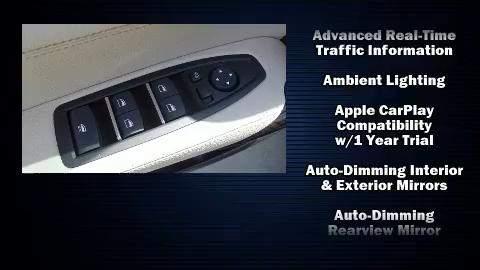 Advanced Real-Time
Traffic Information
Ambient Lighting
Apple CarPlay
Compatibility
w/1 Year Trial
Auto-Dimming Interior
& Exterior Mirrors
Auto-Dimming
Rearview Mirror